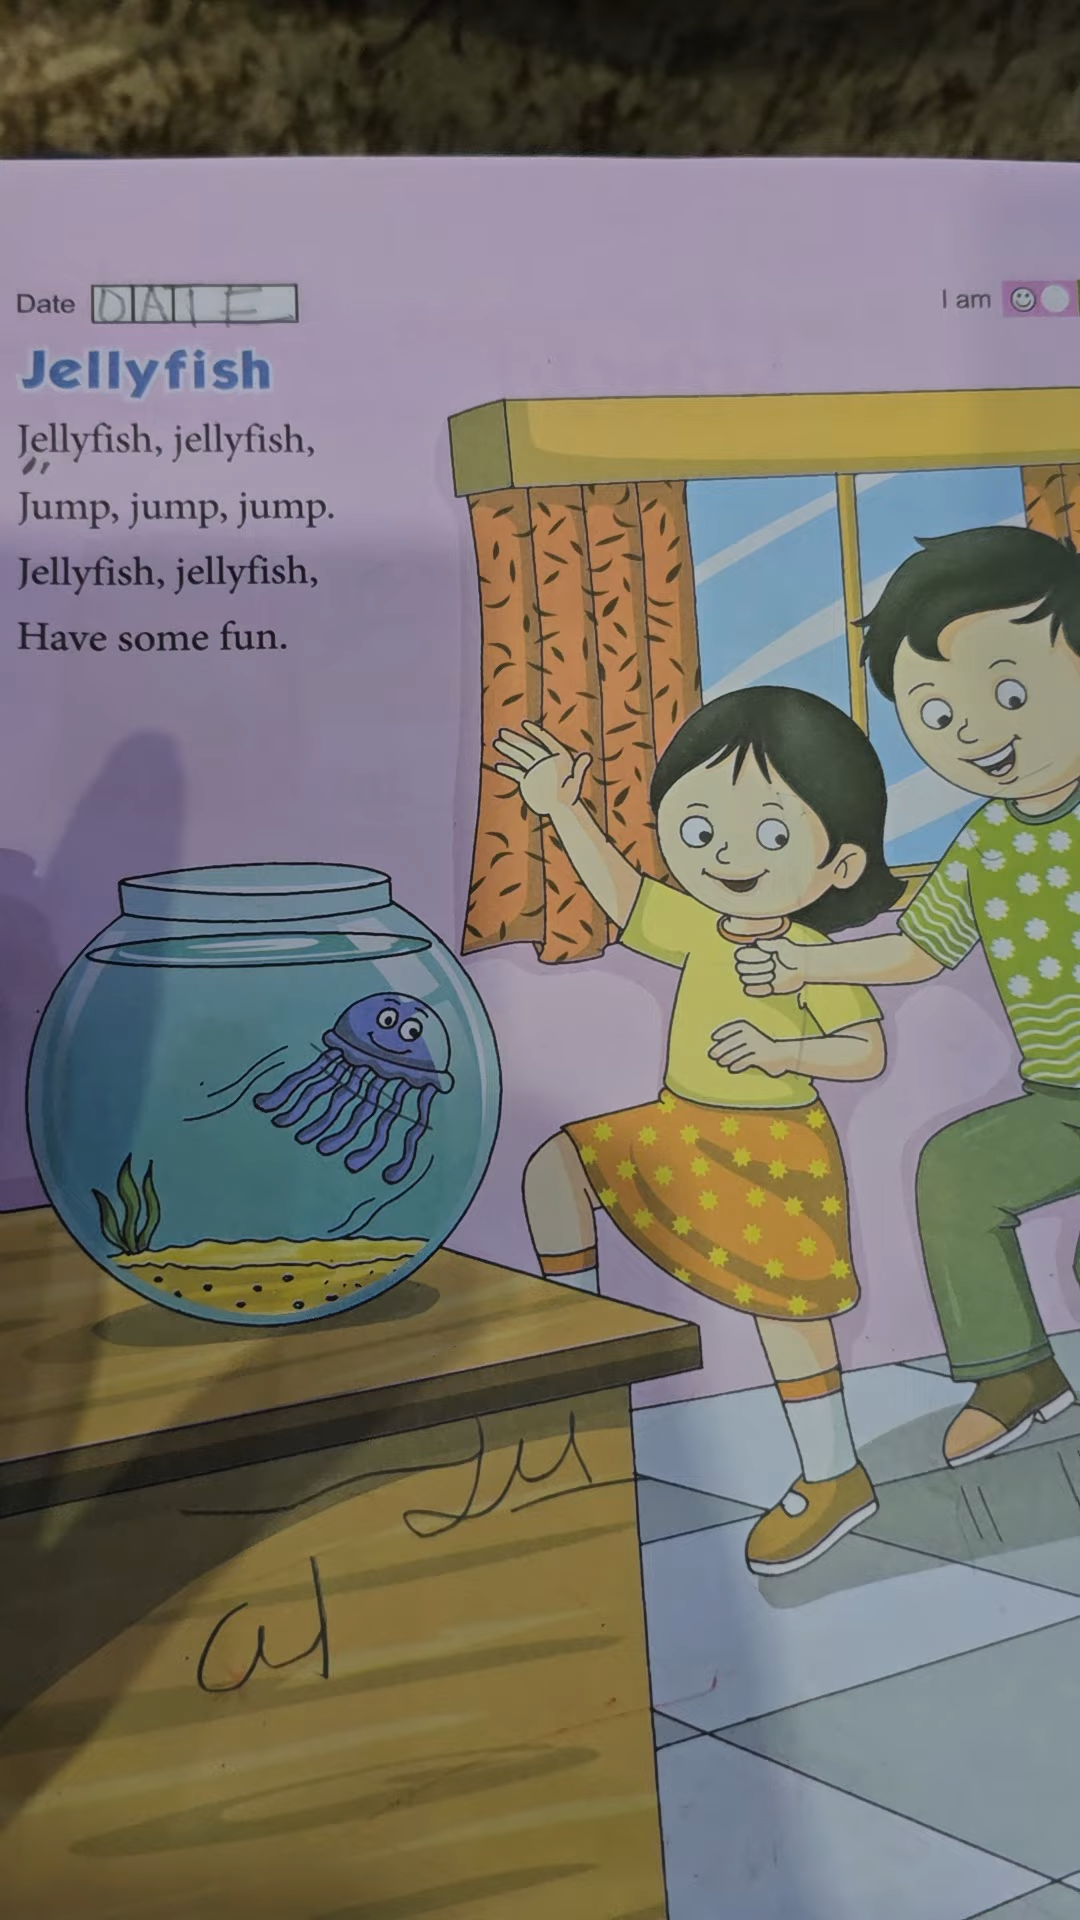 Date DATE
I am
Jellyfish
Jellyfish, jellyfish,
Jump, jump, jump.
Jellyfish, jellyfish,
Have some fun.